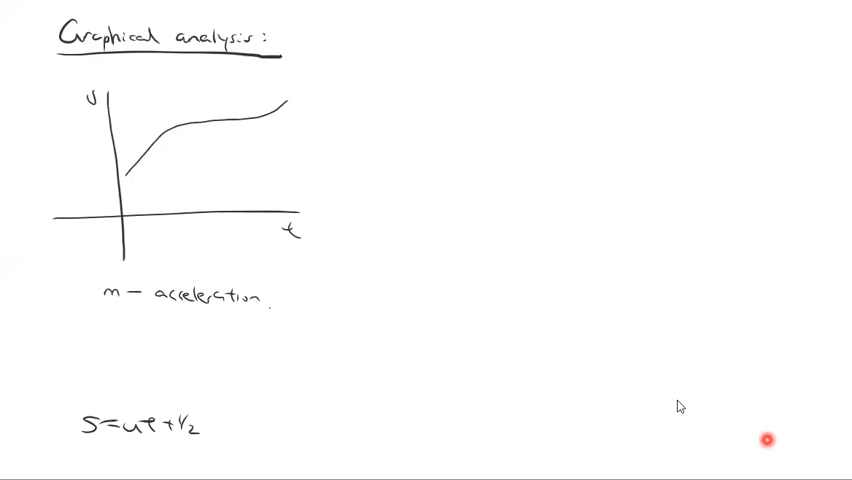 Graphical analysis:
v
t
m - acceleration.
S=ut+1/2